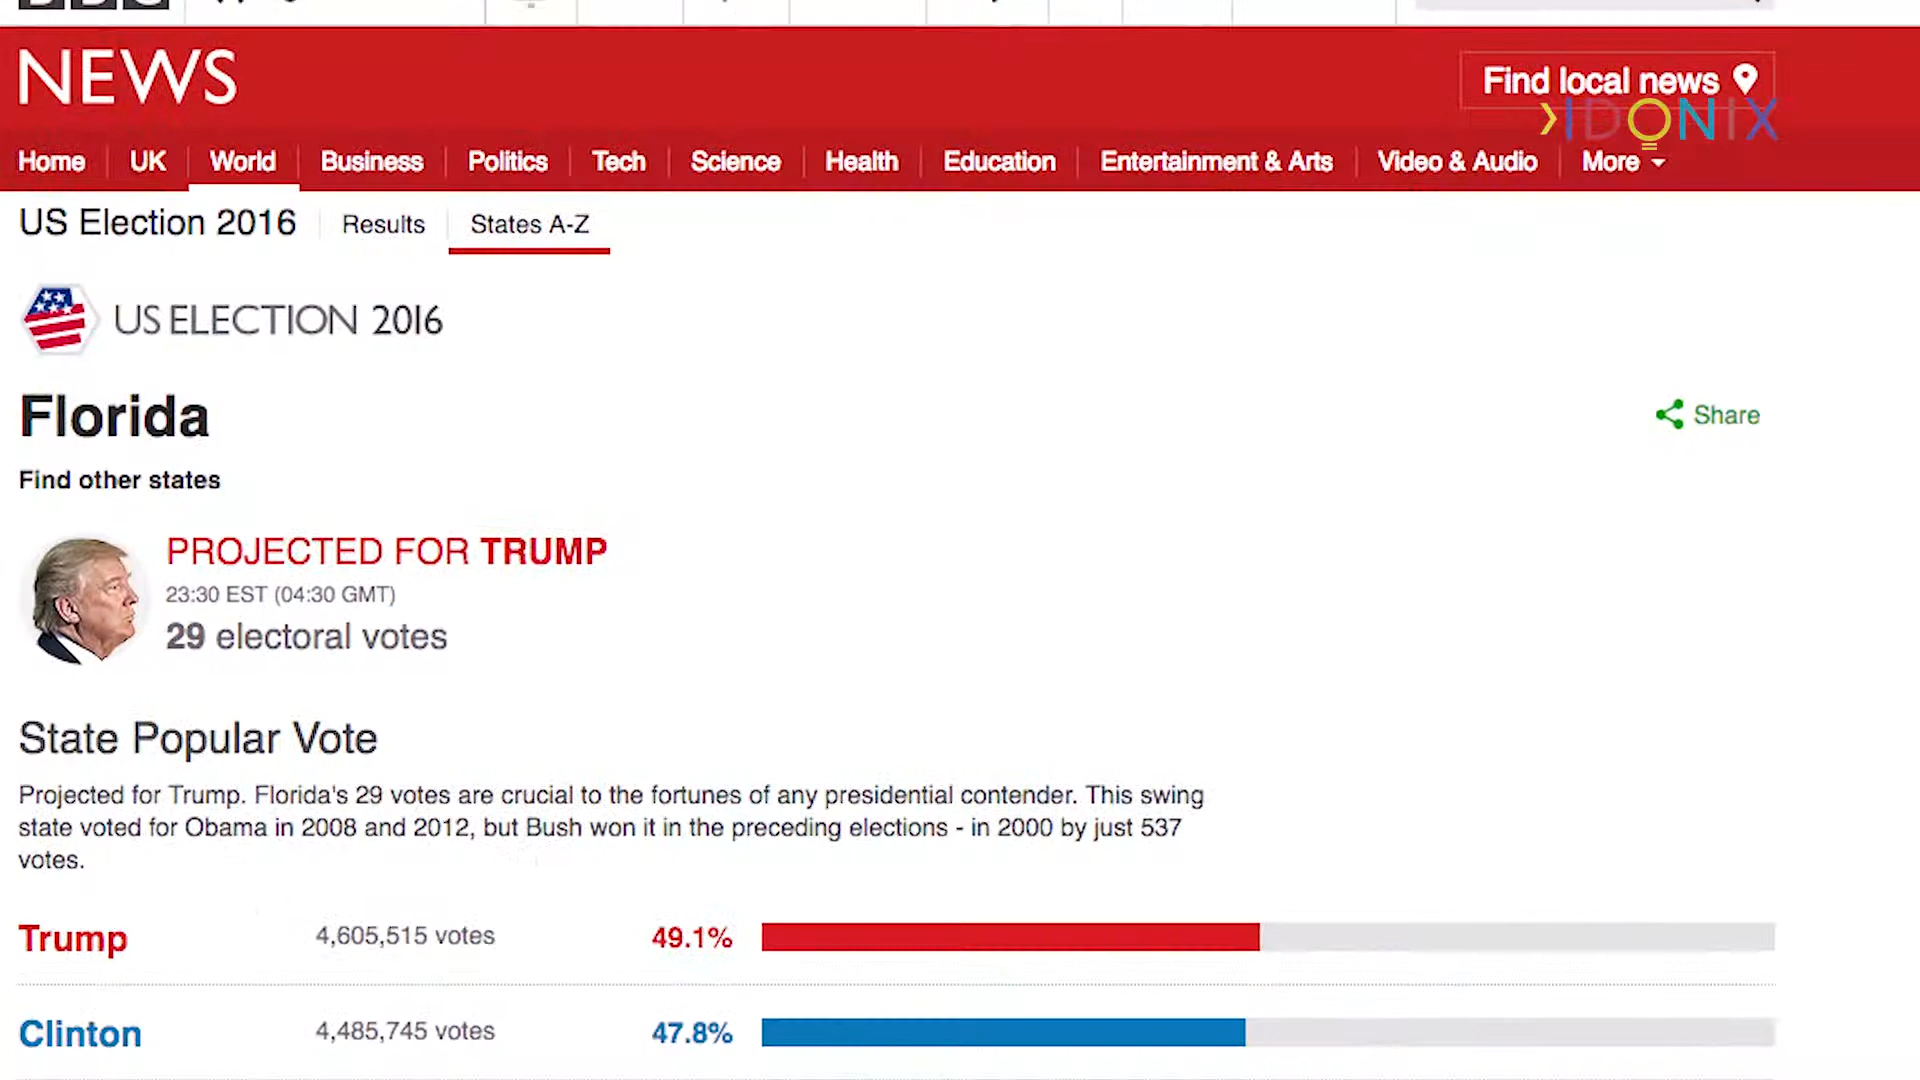 NEWS
Find local news
IDONIX
Home UK World Business Politics Tech Science Health Education Entertainment & Arts Video & Audio More
US Election 2016 Results States A-Z
US ELECTION 2016
Florida
Share
Find other states
PROJECTED FOR TRUMP
23:30 EST (04:30 GMT)
29 electoral votes
State Popular Vote
Projected for Trump. Florida's 29 votes are crucial to the fortunes of any presidential contender. This swing
state voted for Obama in 2008 and 2012, but Bush won it in the preceding elections - in 2000 by just 537
votes.
Trump 4,605,515 votes 49.1%
Clinton 4,485,745 votes 47.8%